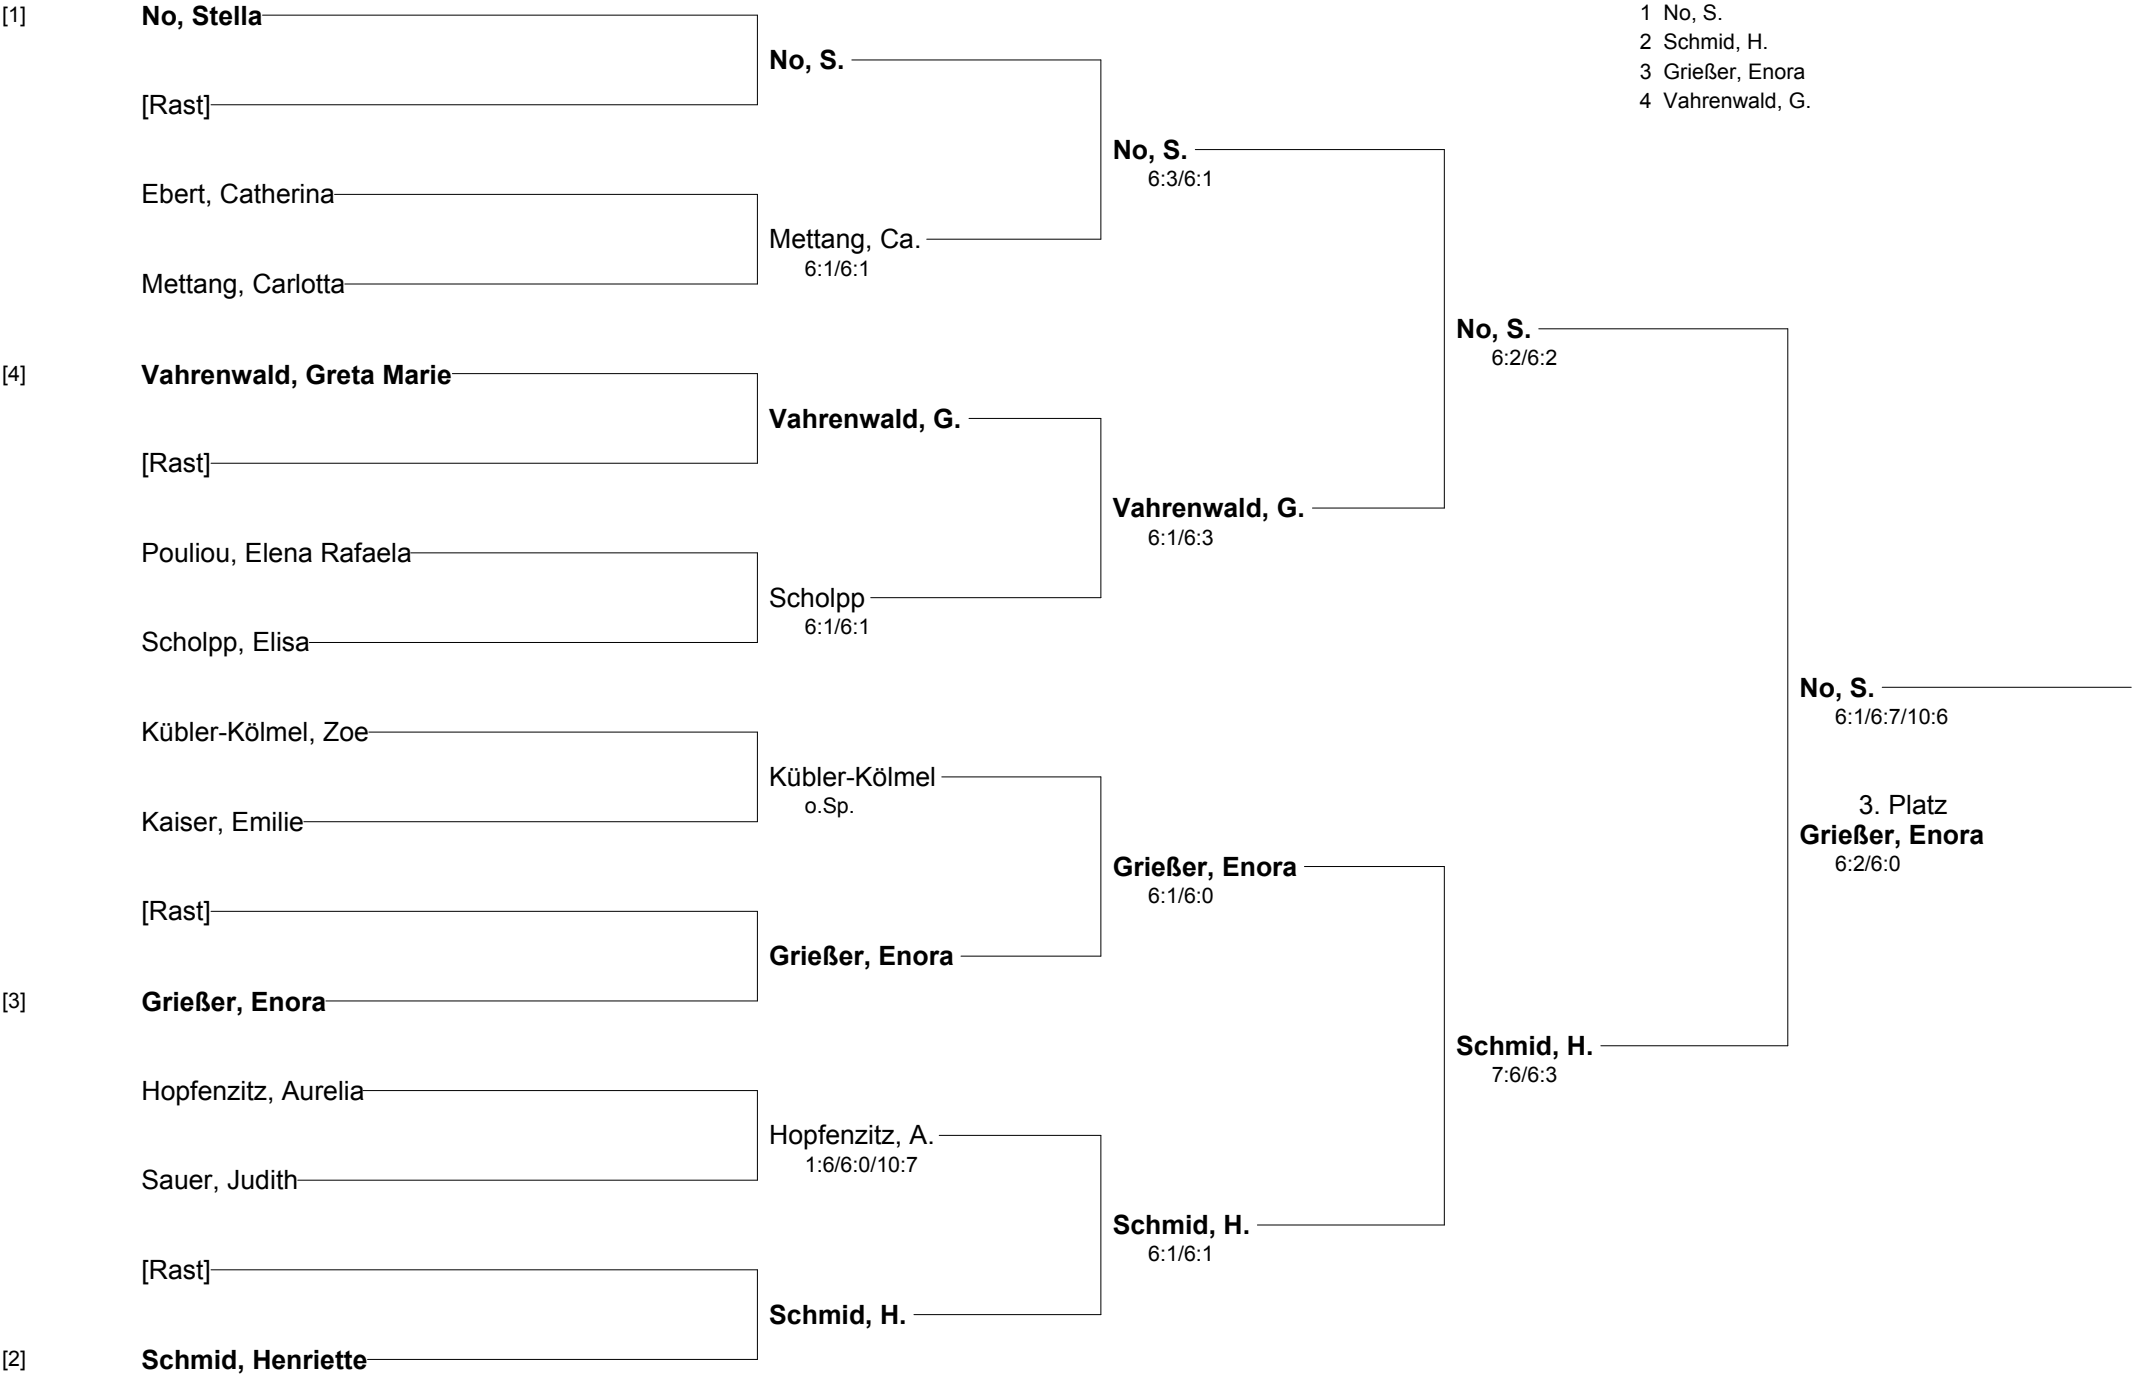 [1] No, Stella
[Rast]
Ebert, Catherina
Mettang, Carlotta
[4] Vahrenwald, Greta Marie
[Rast]
Pouliou, Elena Rafaela
Scholpp, Elisa
Kübler-Kölmel, Zoe
Kaiser, Emilie
[Rast]
[3] Grießer, Enora
Hopfenzitz, Aurelia
Sauer, Judith
[Rast]
[2] Schmid, Henriette
No, S.
Mettang, Ca.
6:1/6:1
Vahrenwald, G.
Scholpp
6:1/6:1
Kübler-Kölmel
o.Sp.
Grießer, Enora
Hopfenzitz, A.
1:6/6:0/10:7
Schmid, H.
No, S.
6:3/6:1
Vahrenwald, G.
6:1/6:3
Grießer, Enora
6:1/6:0
Schmid, H.
6:1/6:1
No, S.
6:2/6:2
Schmid, H.
7:6/6:3
No, S.
6:1/6:7/10:6
3. Platz
Grießer, Enora
6:2/6:0
1 No, S.
2 Schmid, H.
3 Grießer, Enora
4 Vahrenwald, G.